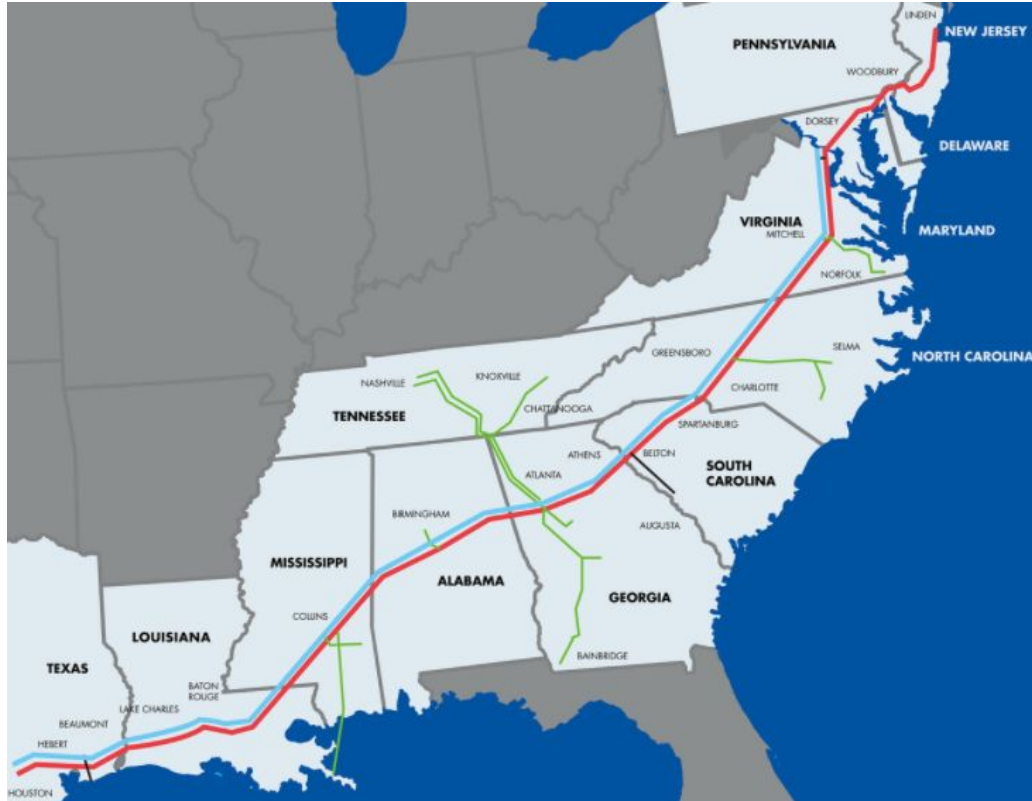 LINDEN
NEW JERSEY
PENNSYLVANIA
WOODBURY
DORSEY
DELAWARE
VIRGINIA
MITCHELL
MARYLAND
NORFOLK
GREENSBORO
SELMA
NORTH CAROLINA
NASHVILLE
KNOXVILLE
CHARLOTTE
TENNESSEE
CHATTANOOGA
SPARTANBURG
ATHENS
BELTON
SOUTH
CAROLINA
ATLANTA
BIRMINGHAM
AUGUSTA
MISSISSIPPI
ALABAMA
GEORGIA
COLLINS
LOUISIANA
BAINBRIDGE
TEXAS
BATON
ROUGE
LAKE CHARLES
BEAUMONT
HEBERT
HOUSTON